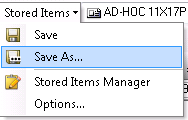 Stored Items AD-HOC 11X17P
Save
Save As...
Stored Items Manager
Options...